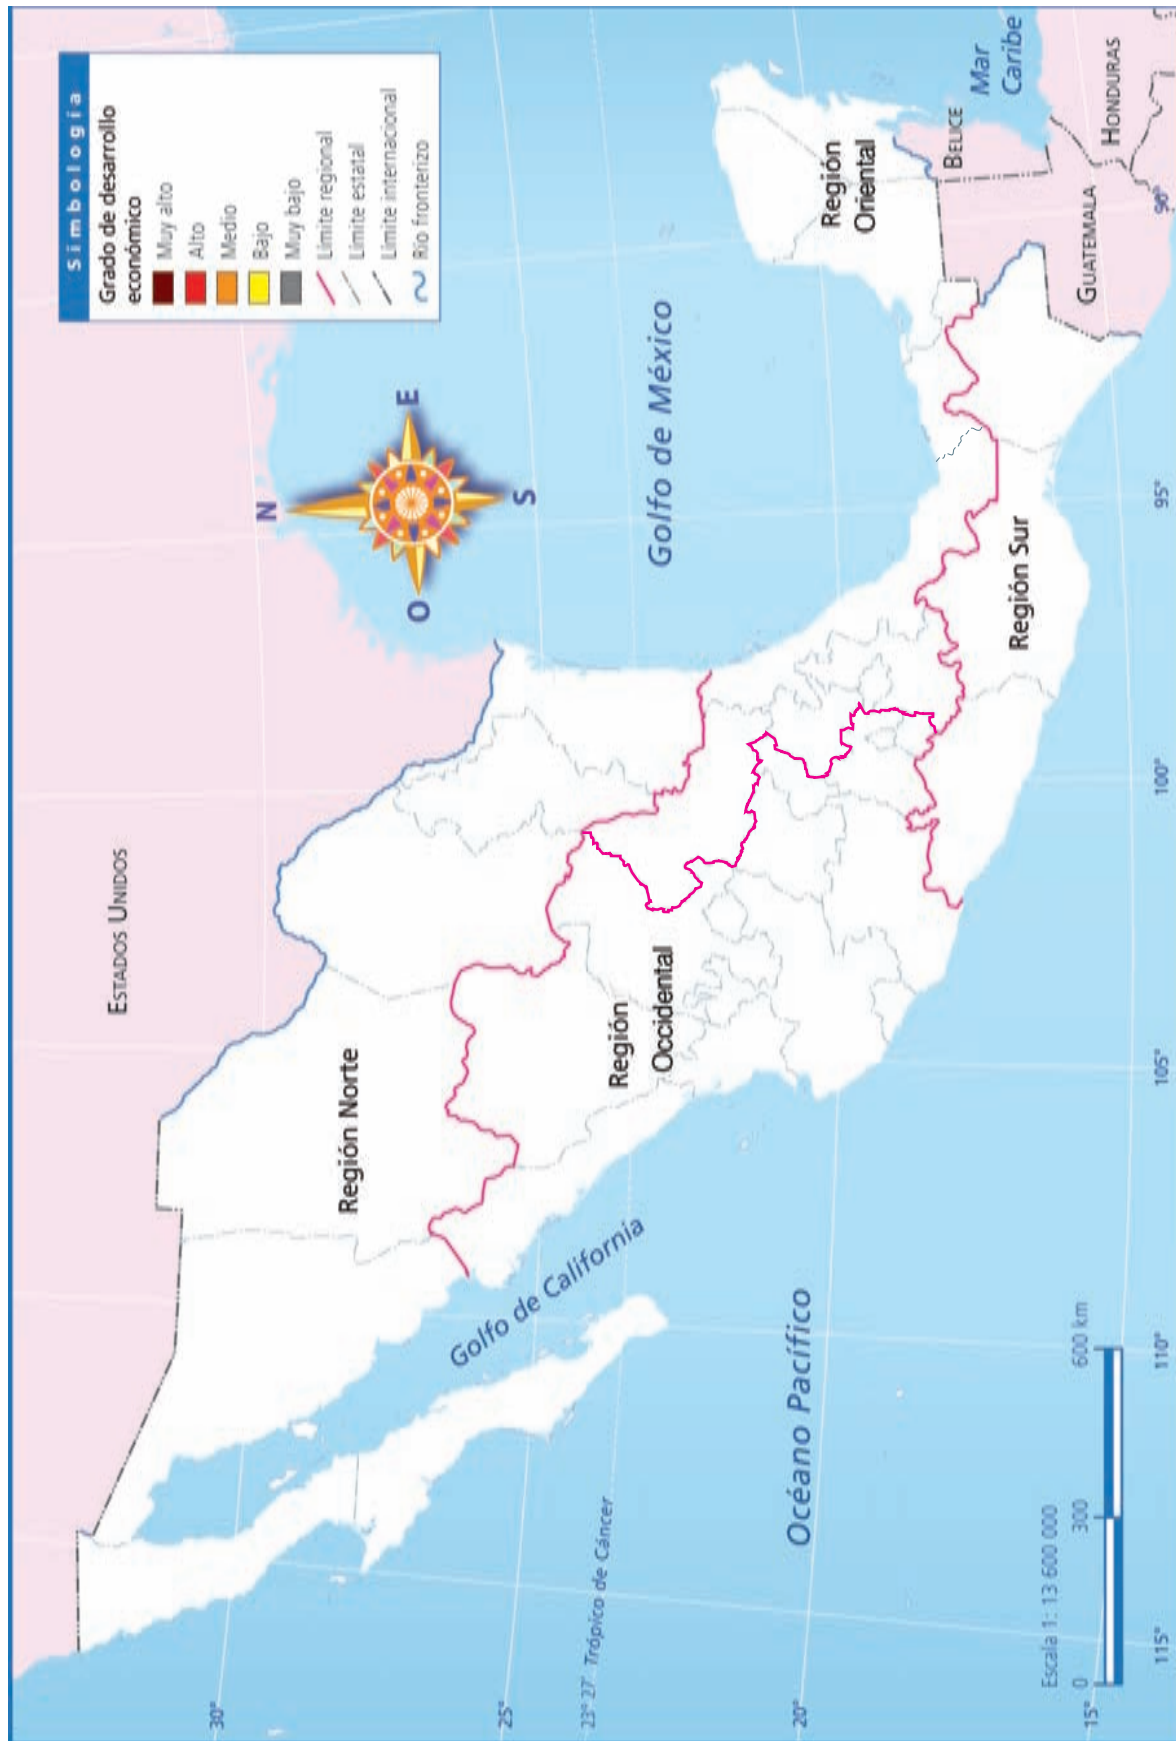 Simbología
Grado de desarrollo
económico
Muy alto
Alto
Medio
Bajo
Muy bajo
Límite regional
Límite estatal
Límite internacional
Río fronterizo
N
E
S
O
ESTADOS UNIDOS
Golfo de México
Mar
Caribe
BELICE
HONDURAS
GUATEMALA
Región
Oriental
Región Sur
Región Norte
Región
Occidental
Golfo de California
Océano Pacífico
23° 27' Trópico de Cáncer
30°
25°
20°
15°
115°
110°
105°
100°
95°
90°
Escala 1: 13 600 000
0
300
600 km